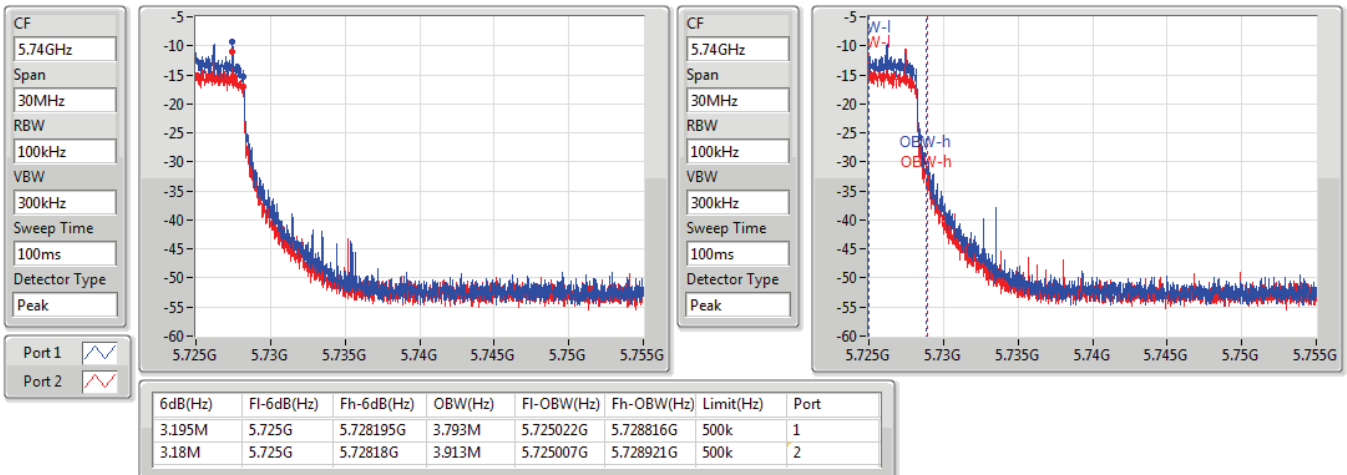 CF
5.74GHz
Span
30MHz
RBW
100kHz
VBW
300kHz
Sweep Time
100ms
Detector Type
Peak
Port 1
Port 2
-5
-10
-15
-20
-25
-30
-35
-40
-45
-50
-55
-60
5.725G 5.73G 5.735G 5.74G 5.745G 5.75G 5.755G
CF
5.74GHz
Span
30MHz
RBW
100kHz
VBW
300kHz
Sweep Time
100ms
Detector Type
Peak
-5
-10
-15
-20
-25
-30
-35
-40
-45
-50
-55
-60
W-l
W-l
OBW-h
OBW-h
5.725G 5.73G 5.735G 5.74G 5.745G 5.75G 5.755G
6dB(Hz) Fl-6dB(Hz) Fh-6dB(Hz) OBW(Hz) Fl-OBW(Hz) Fh-OBW(Hz) Limit(Hz) Port
3.195M 5.725G 5.728195G 3.793M 5.725022G 5.728816G 500k 1
3.18M 5.725G 5.72818G 3.913M 5.725007G 5.728921G 500k 2